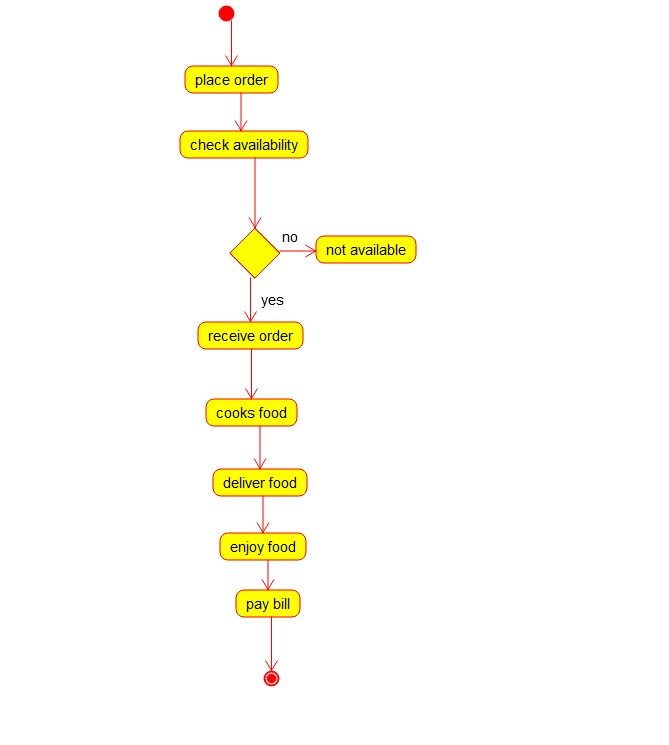 place order
check availability
no
not available
yes
receive order
cooks food
deliver food
enjoy food
pay bill